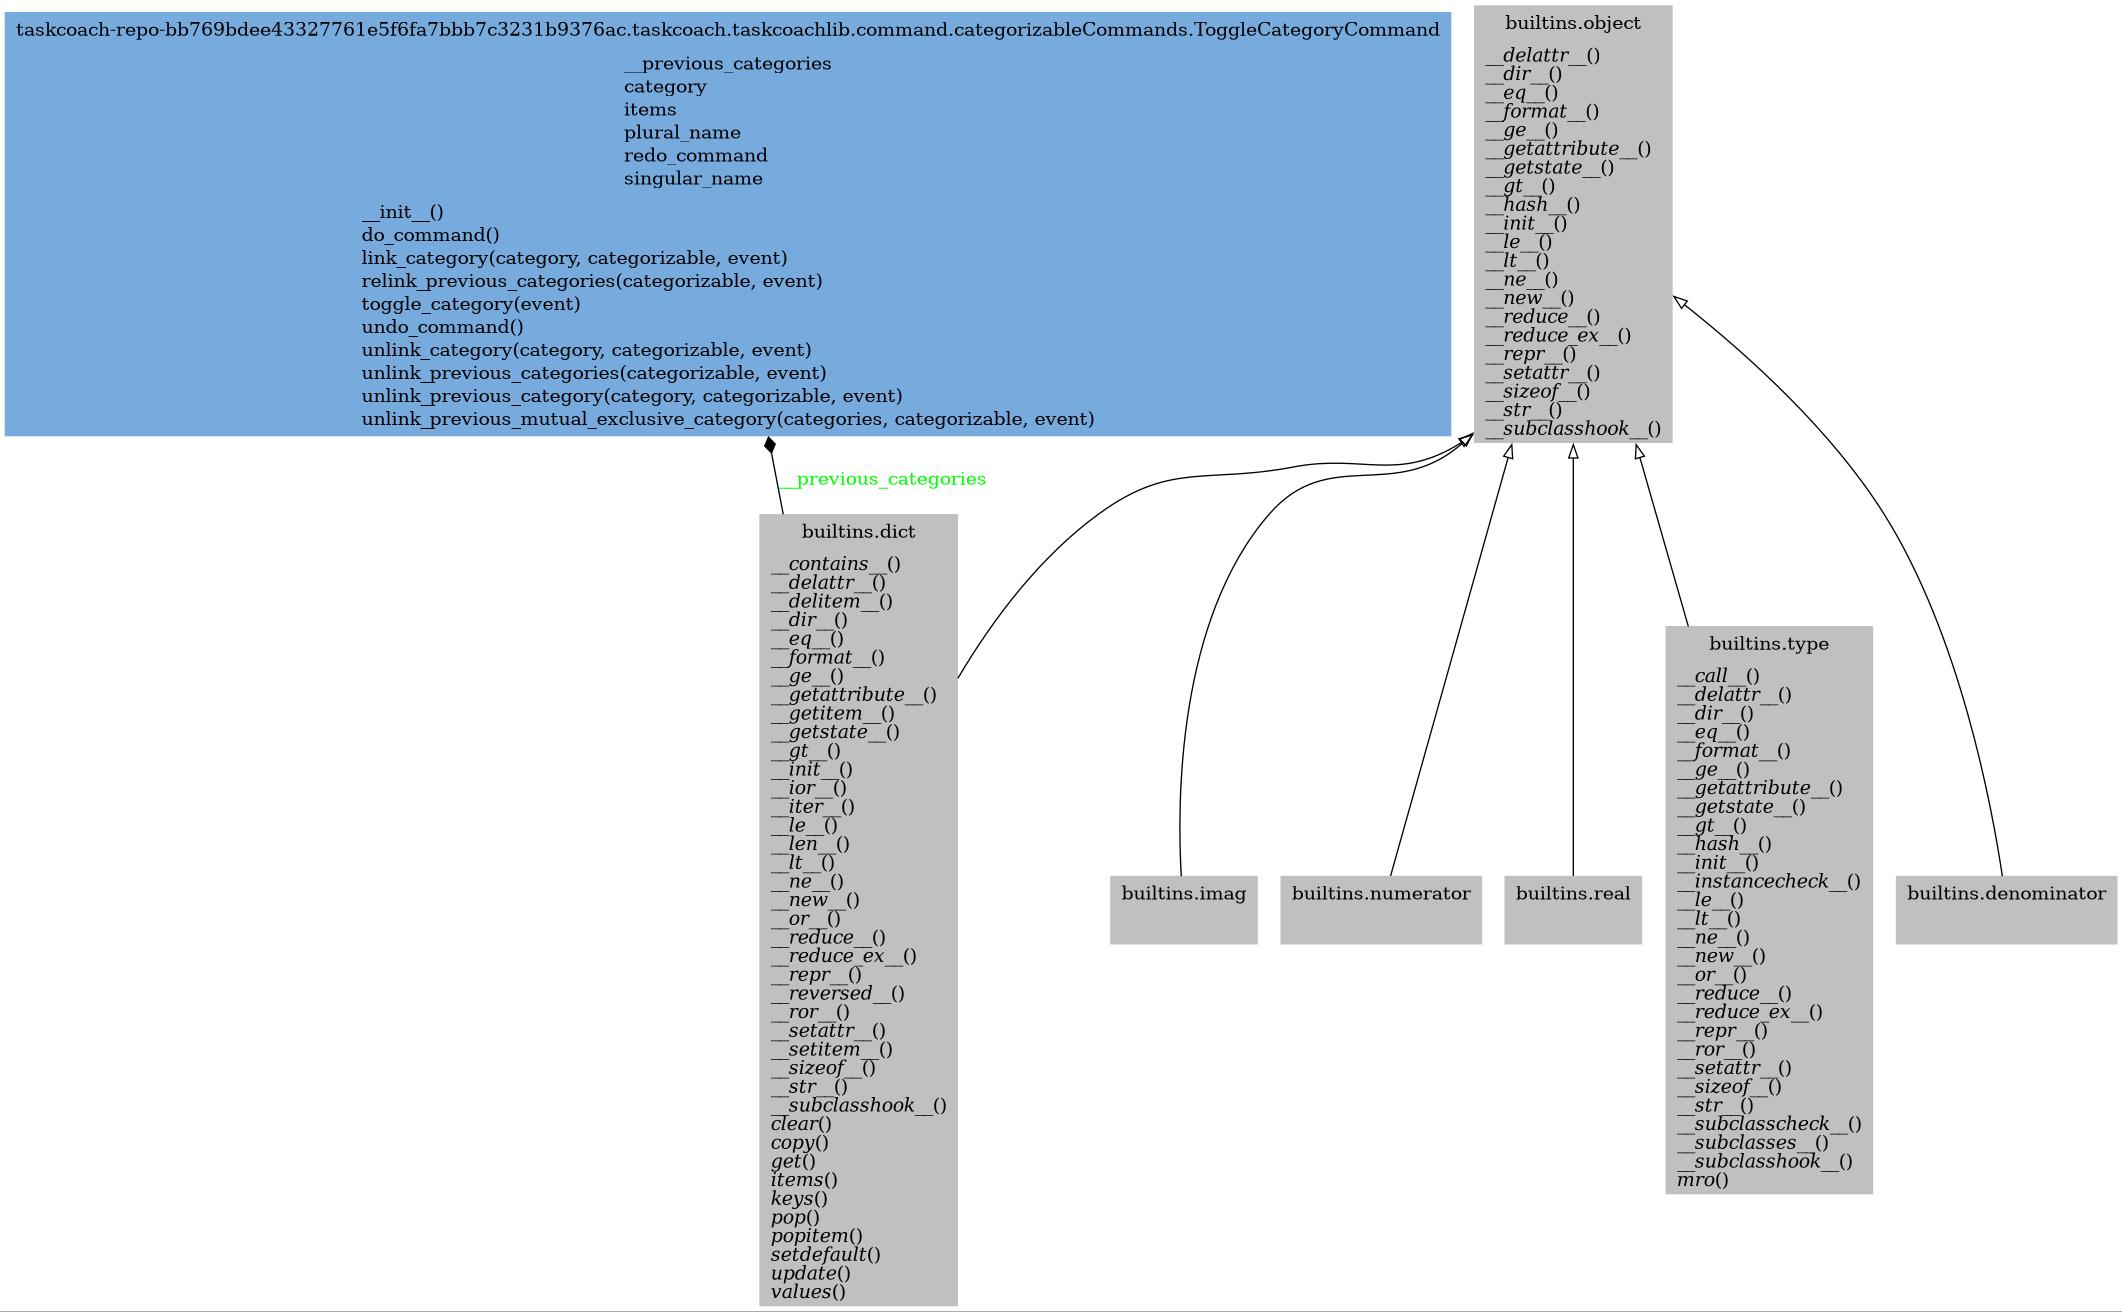 taskcoach-repo-bb769bdee43327761e5f6fa7bbb7c3231b9376ac.taskcoach.taskcoachlib.command.categorizableCommands.ToggleCategoryCommand
__previous_categories
category
items
plural_name
redo_command
singular_name
__init__()
do_command()
link_category(category, categorizable, event)
relink_previous_categories(categorizable, event)
toggle_category(event)
undo_command()
unlink_category(category, categorizable, event)
unlink_previous_categories(categorizable, event)
unlink_previous_category(category, categorizable, event)
unlink_previous_mutual_exclusive_category(categories, categorizable, event)
builtins.object
__delattr__()
__dir__()
__eq__()
__format__()
__ge__()
__getattribute__()
__getstate__()
__gt__()
__hash__()
__init__()
__le__()
__lt__()
__ne__()
__new__()
__reduce__()
__reduce_ex__()
__repr__()
__setattr__()
__sizeof__()
__str__()
__subclasshook__()
__previous_categories
builtins.dict
__contains__()
__delattr__()
__delitem__()
__dir__()
__eq__()
__format__()
__ge__()
__getattribute__()
__getitem__()
__getstate__()
__gt__()
__init__()
__ior__()
__iter__()
__le__()
__len__()
__lt__()
__ne__()
__new__()
__or__()
__reduce__()
__reduce_ex__()
__repr__()
__reversed__()
__ror__()
__setattr__()
__setitem__()
__sizeof__()
__str__()
__subclasshook__()
clear()
copy()
get()
items()
keys()
pop()
popitem()
setdefault()
update()
values()
builtins.imag
builtins.numerator
builtins.real
builtins.type
__call__()
__delattr__()
__dir__()
__eq__()
__format__()
__ge__()
__getattribute__()
__getstate__()
__gt__()
__hash__()
__init__()
__instancecheck__()
__le__()
__lt__()
__ne__()
__new__()
__or__()
__reduce__()
__reduce_ex__()
__repr__()
__ror__()
__setattr__()
__sizeof__()
__str__()
__subclasscheck__()
__subclasses__()
__subclasshook__()
mro()
builtins.denominator